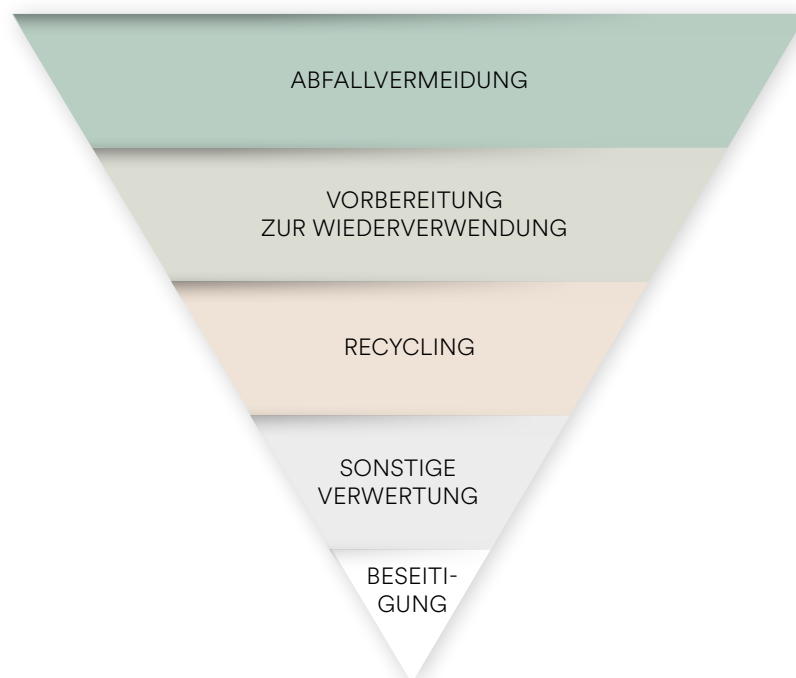 ABFALLVERMEIDUNG
VORBEREITUNG
ZUR WIEDERVERWENDUNG
RECYCLING
SONSTIGE
VERWERTUNG
BESEITI-
GUNG